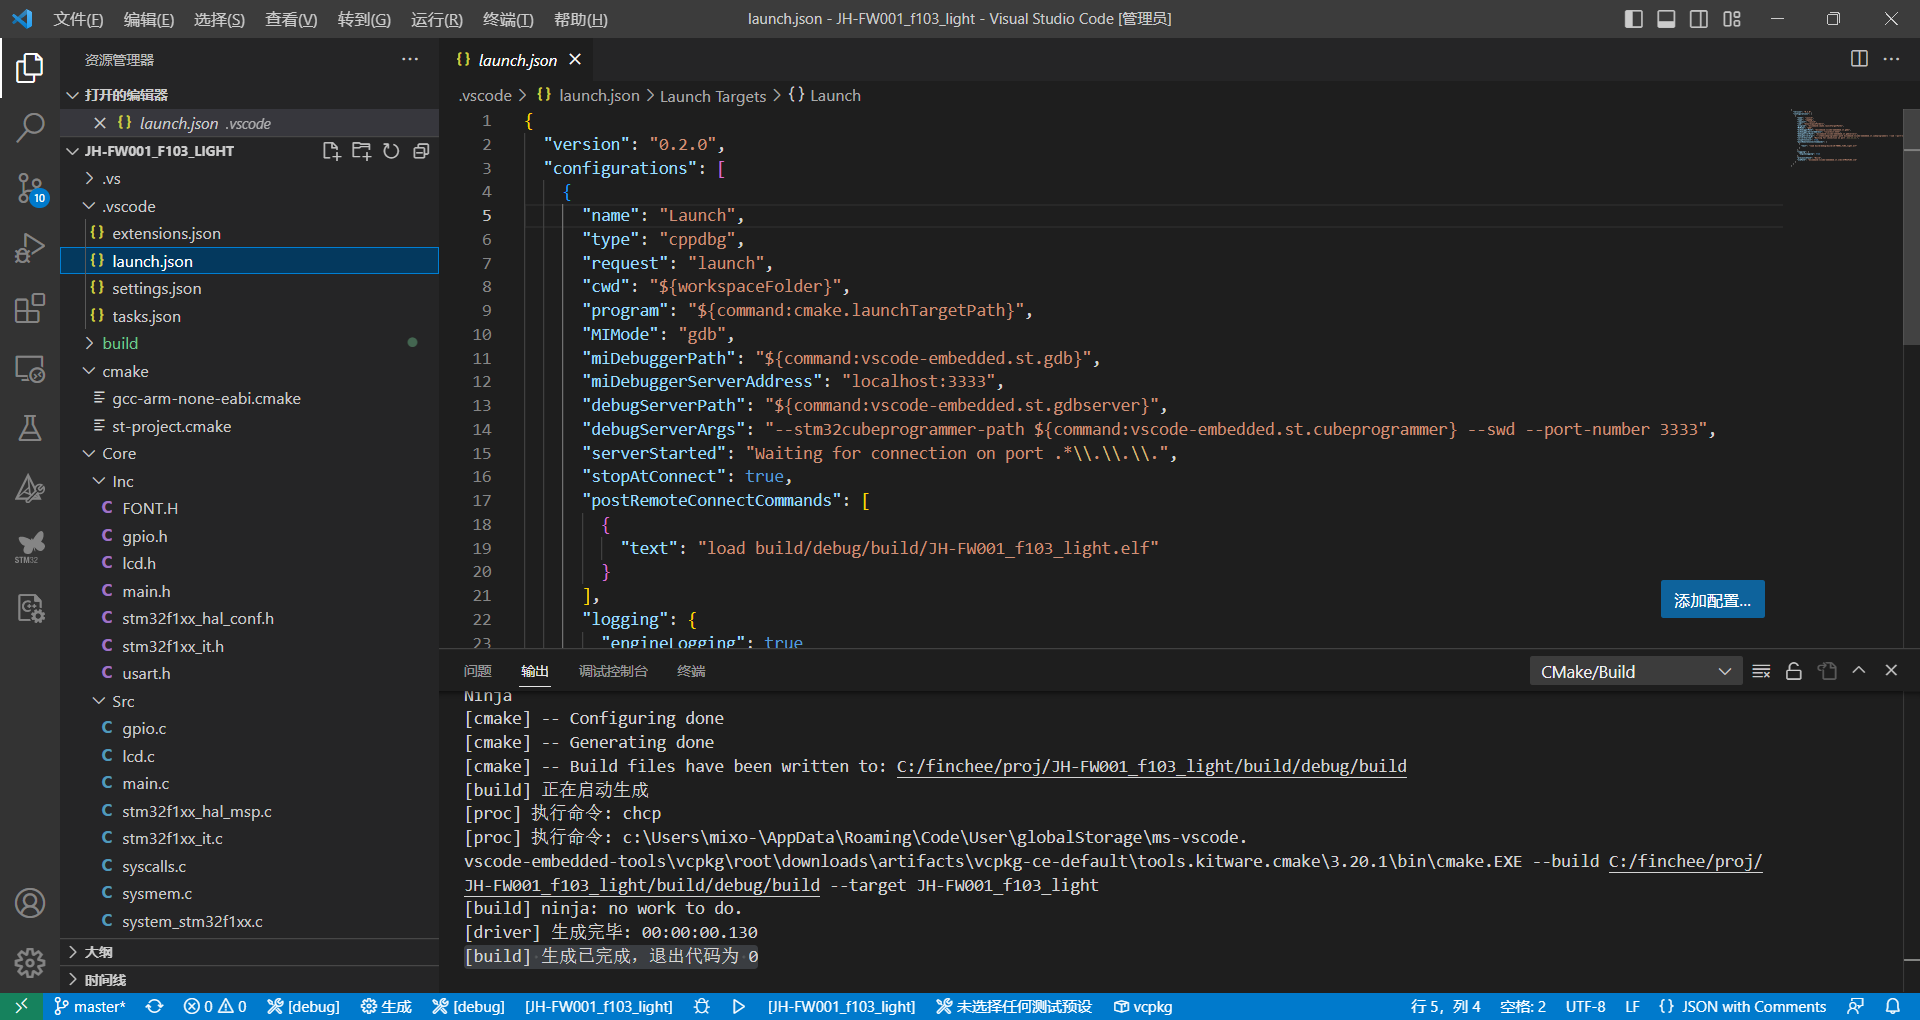 文件(F) 编辑(E) 选择(S) 查看(V) 转到(G) 运行(R) 终端(T) 帮助(H) launch.json - JH-FW001_f103_light - Visual Studio Code [管理员]
资源管理器
打开的编辑器
launch.json .vscode
JH-FW001_F103_LIGHT
.vs
.vscode
extensions.json
launch.json
settings.json
tasks.json
build
cmake
gcc-arm-none-eabi.cmake
st-project.cmake
Core
Inc
FONT.H
gpio.h
lcd.h
main.h
stm32f1xx_hal_conf.h
stm32f1xx_it.h
usart.h
Src
gpio.c
lcd.c
main.c
stm32f1xx_hal_msp.c
stm32f1xx_it.c
syscalls.c
sysmem.c
system_stm32f1xx.c
大纲
时间线
10
STM32
launch.json
.vscode > launch.json > Launch Targets > {} Launch
1 {
2 "version": "0.2.0",
3 "configurations": [
4 {
5 "name": "Launch",
6 "type": "cppdbg",
7 "request": "launch",
8 "cwd": "${workspaceFolder}",
9 "program": "${command:cmake.launchTargetPath}",
10 "MIMode": "gdb",
11 "miDebuggerPath": "${command:vscode-embedded.st.gdb}",
12 "miDebuggerServerAddress": "localhost:3333",
13 "debugServerPath": "${command:vscode-embedded.st.gdbserver}",
14 "debugServerArgs": "--stm32cubeprogrammer-path ${command:vscode-embedded.st.cubeprogrammer} --swd --port-number 3333",
15 "serverStarted": "Waiting for connection on port .*\\.\\.\\.",
16 "stopAtConnect": true,
17 "postRemoteConnectCommands": [
18 {
19 "text": "load build/debug/build/JH-FW001_f103_light.elf"
20 }
21 ],
22 "logging": {
23 "engineLogging": true
添加配置...
问题 输出 调试控制台 终端 CMake/Build
Ninja
[cmake] -- Configuring done
[cmake] -- Generating done
[cmake] -- Build files have been written to: C:/finchee/proj/JH-FW001_f103_light/build/debug/build
[build] 正在启动生成
[proc] 执行命令: chcp
[proc] 执行命令: c:\Users\mixo-\AppData\Roaming\Code\User\globalStorage\ms-vscode.
vscode-embedded-tools\vcpkg\root\downloads\artifacts\vcpkg-ce-default\tools.kitware.cmake\3.20.1\bin\cmake.EXE --build C:/finchee/proj/
JH-FW001_f103_light/build/debug/build --target JH-FW001_f103_light
[build] ninja: no work to do.
[driver] 生成完毕: 00:00:00.130
[build] 生成已完成，退出代码为 0
master* 0 0 [debug] 生成 [debug] [JH-FW001_f103_light] [JH-FW001_f103_light] 未选择任何测试预设 vcpkg 行 5，列 4 空格: 2 UTF-8 LF {} JSON with Comments